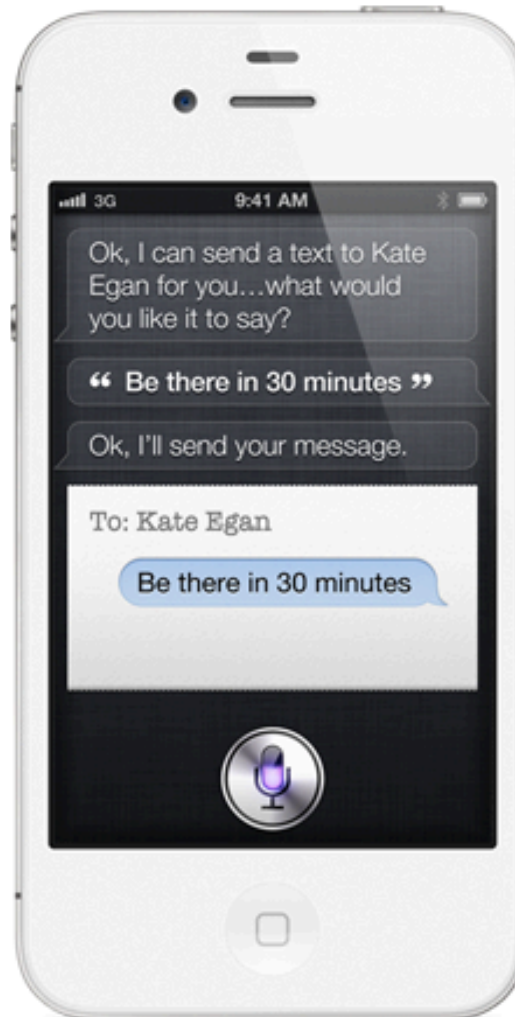 3G 9:41 AM
Ok, I can send a text to Kate
Egan for you...what would
you like it to say?
“ Be there in 30 minutes ”
Ok, I’ll send your message.
To: Kate Egan
Be there in 30 minutes